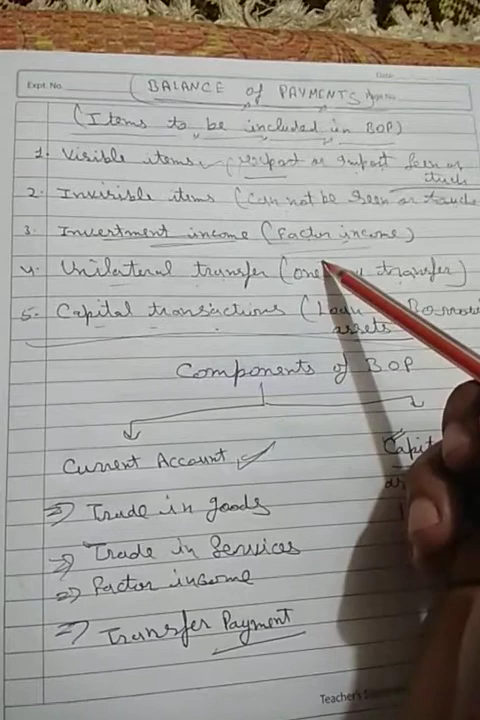 Date
Expt. No.
BALANCE of PAYMENTS
(Items to be included in BOP)
1. Visible items (export or import seen or
touch
2. Invisible items (can not be seen or touche
3. Investment income (Factor income)
4. Unilateral transfer (one transfer)
5. Capital transactions (Loan Borrow
assets
Components of BOP
Current Account
Capit
⇒ Trade in goods
⇒ Trade in Services
⇒ Factor income
⇒ Transfer Payment
Teacher's